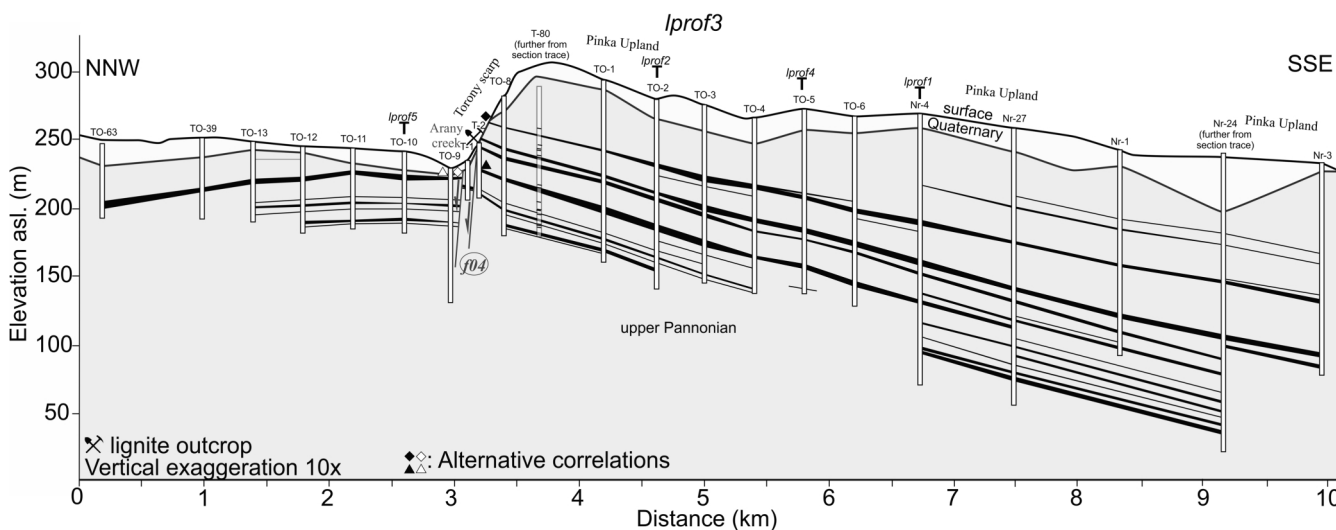 lprof3
NNW
SSE
Elevation asl. (m)
300
250
200
150
100
50
0
TO-63
TO-39
TO-13
TO-12
TO-11
lprof5
TO-10
TO-9
Arany
creek
T-1
T-2
Torony scarp
TO-8
T-80
(further from
section trace)
Pinka Upland
TO-1
lprof2
TO-2
TO-3
TO-4
lprof4
TO-5
TO-6
lprof1
Nr-4
Pinka Upland
surface
Quaternary
Nr-27
Nr-1
Nr-24
(further from
section trace)
Pinka Upland
Nr-3
f04
upper Pannonian
lignite outcrop
Vertical exaggeration 10x
: Alternative correlations
0
1
2
3
4
5
6
7
8
9
10
Distance (km)